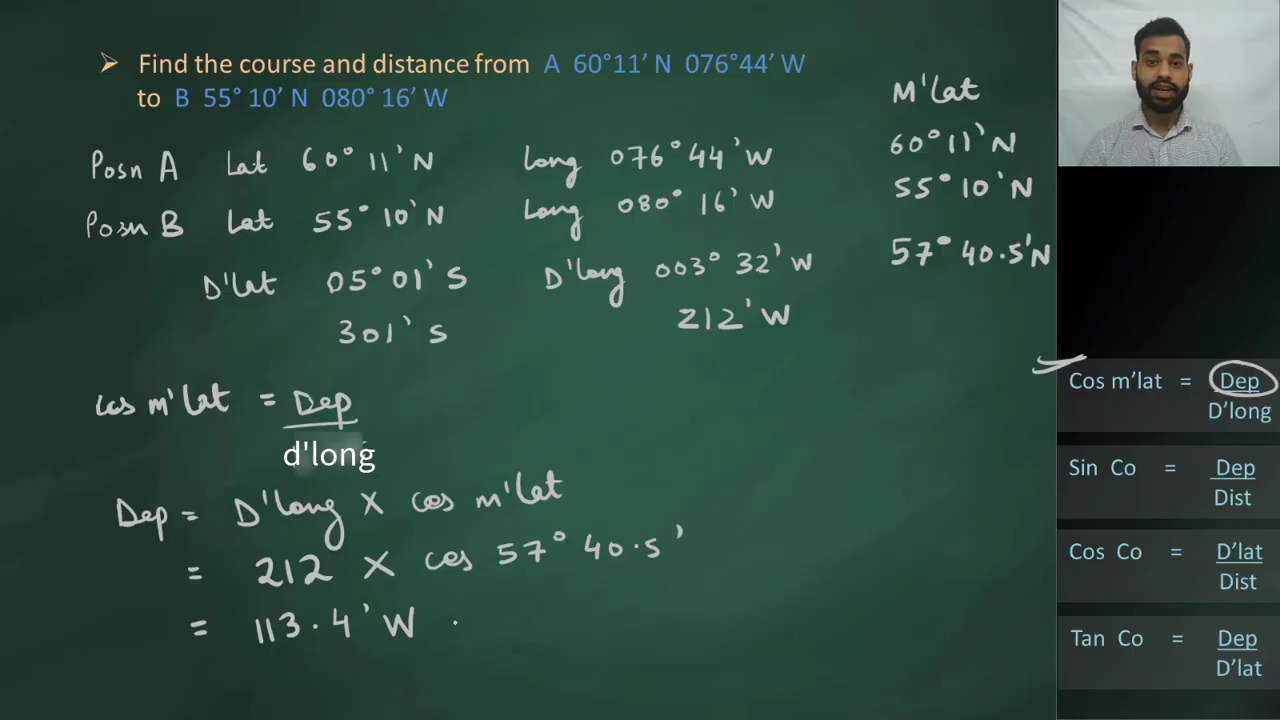 ➢ Find the course and distance from A 60°11’ N 076°44’ W
to B 55° 10’ N 080° 16’ W
Posn A Lat 60° 11' N Long 076° 44' W
Posn B Lat 55° 10' N Long 080° 16' W
D'lat 05° 01' S D'long 003° 32' W
301' S 212' W
M'lat
60° 11' N
55° 10' N
57° 40.5' N
cos m'lat = Dep
d'long
Dep = D'long X cos m'lat
= 212 X cos 57° 40.5'
= 113.4' W
Cos m’lat = Dep
D’long
Sin Co = Dep
Dist
Cos Co = D’lat
Dist
Tan Co = Dep
D’lat